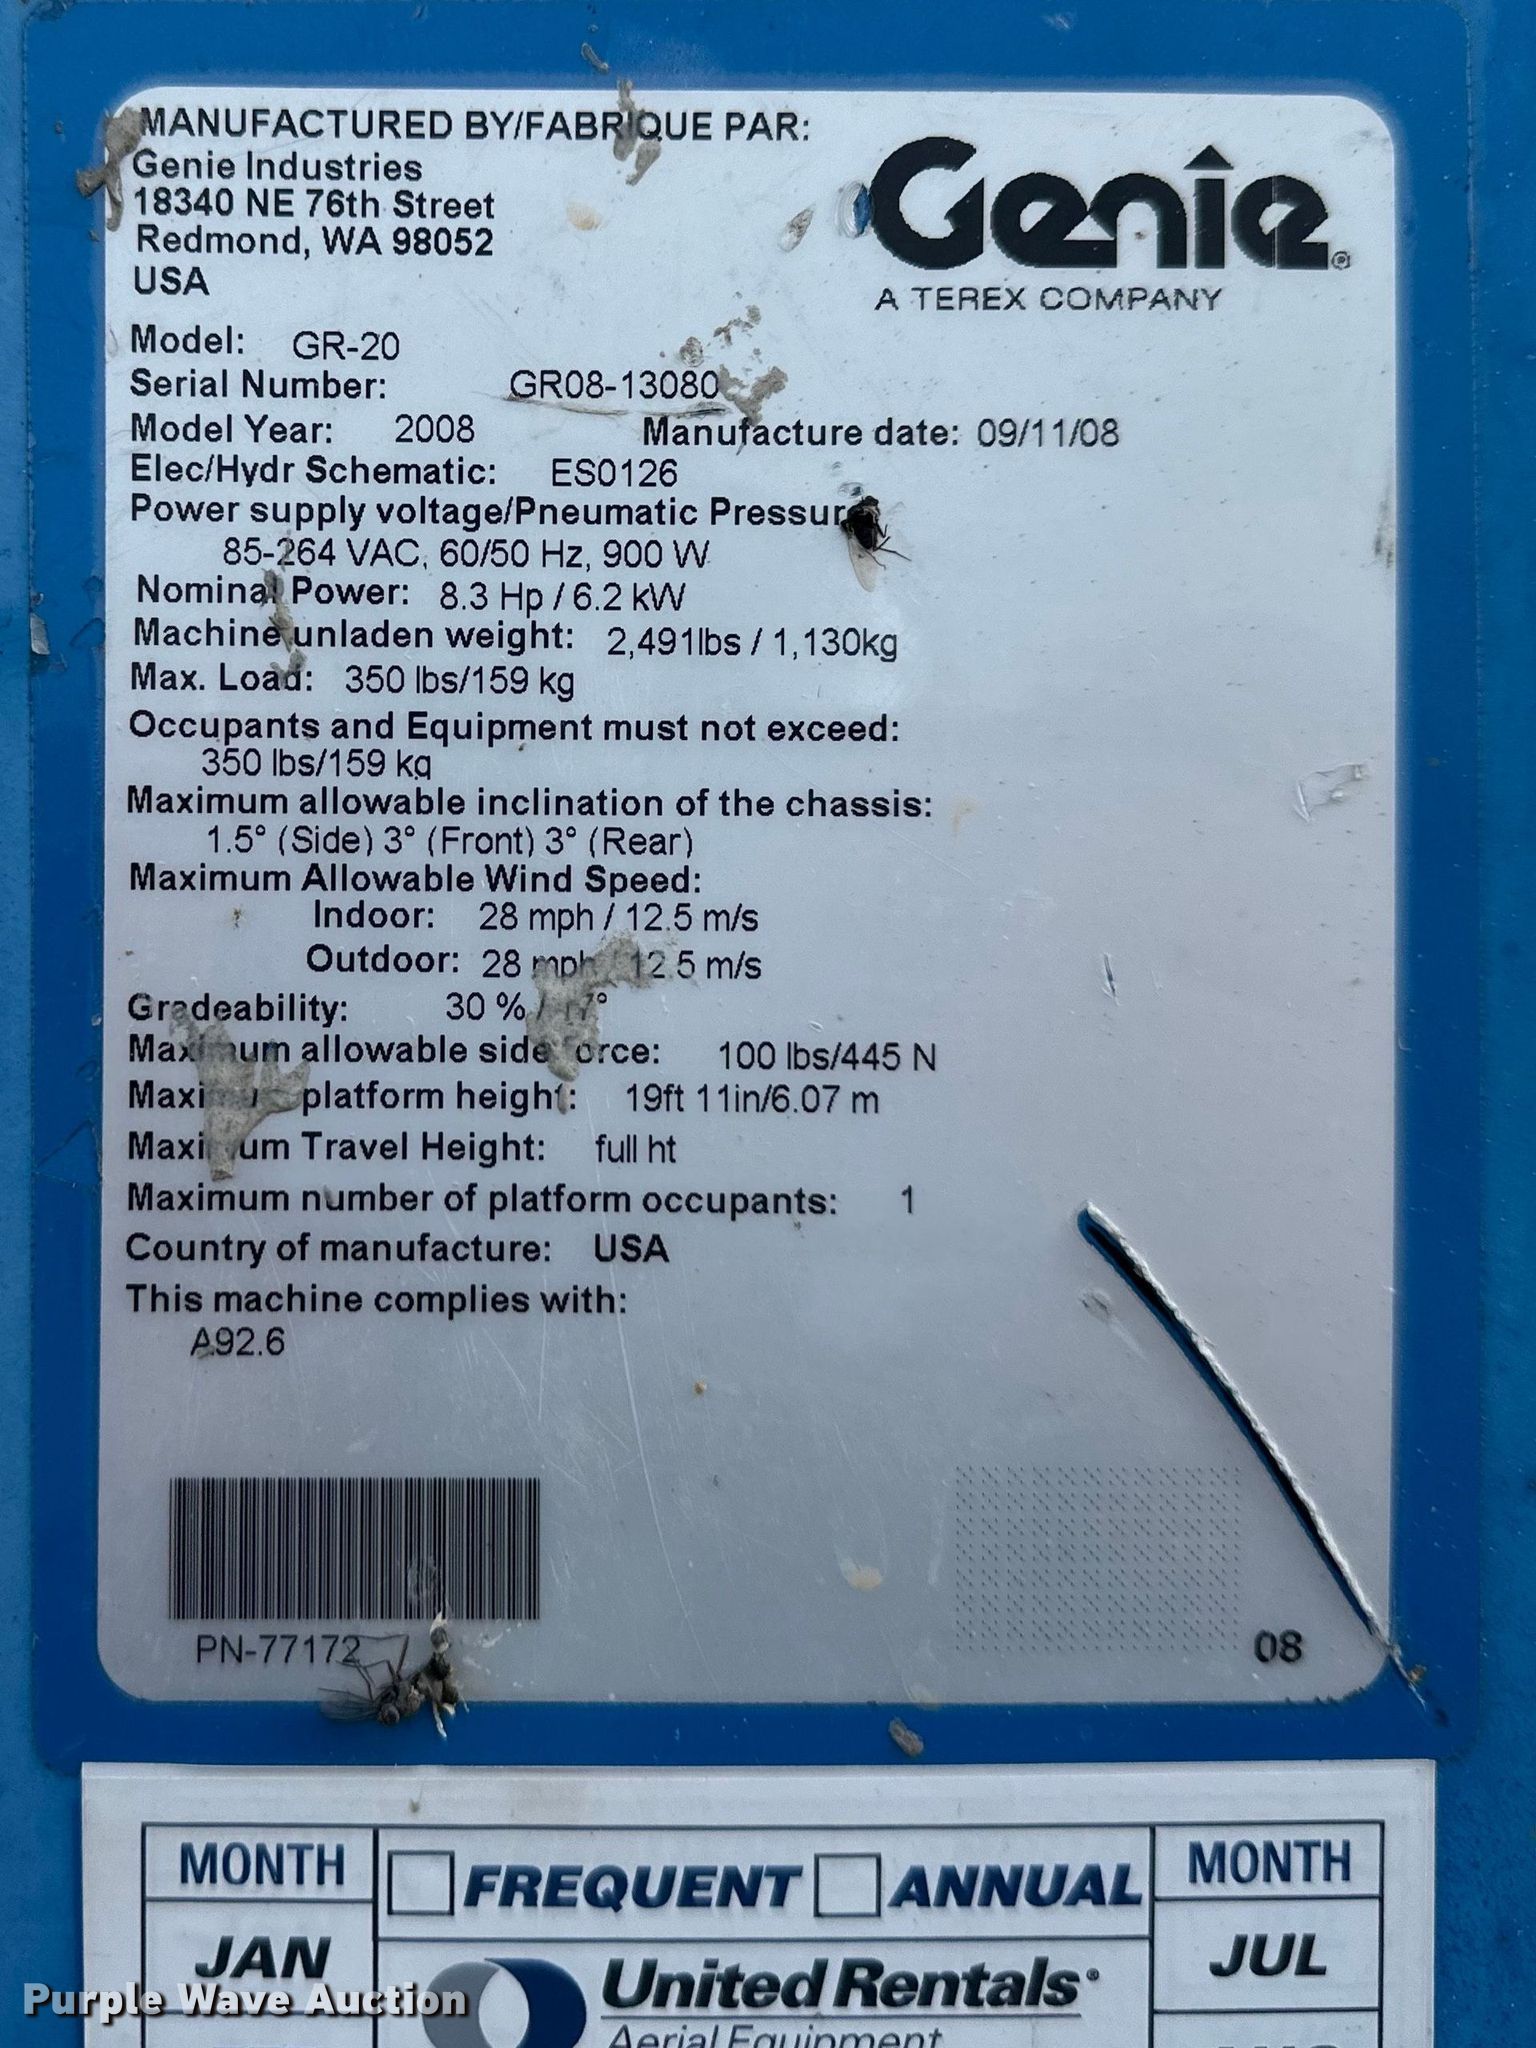 MANUFACTURED BY/FABRIQUE PAR:
Genie Industries
18340 NE 76th Street
Redmond, WA 98052
USA
Genie®
A TEREX COMPANY
Model: GR-20
Serial Number: GR08-13080
Model Year: 2008 Manufacture date: 09/11/08
Elec/Hydr Schematic: ES0126
Power supply voltage/Pneumatic Pressure
85-264 VAC, 60/50 Hz, 900 W
Nominal Power: 8.3 Hp / 6.2 kW
Machine unladen weight: 2,491lbs / 1,130kg
Max. Load: 350 lbs/159 kg
Occupants and Equipment must not exceed:
350 lbs/159 kg
Maximum allowable inclination of the chassis:
1.5° (Side) 3° (Front) 3° (Rear)
Maximum Allowable Wind Speed:
Indoor: 28 mph / 12.5 m/s
Outdoor: 28 mph / 12.5 m/s
Gradeability: 30 % / 17°
Maximum allowable side force: 100 lbs/445 N
Maximum platform height: 19ft 11in/6.07 m
Maximum Travel Height: full ht
Maximum number of platform occupants: 1
Country of manufacture: USA
This machine complies with:
A92.6
PN-77172
08
MONTH FREQUENT ANNUAL MONTH
JAN United Rentals® JUL
Aerial Equipment
Purple Wave Auction